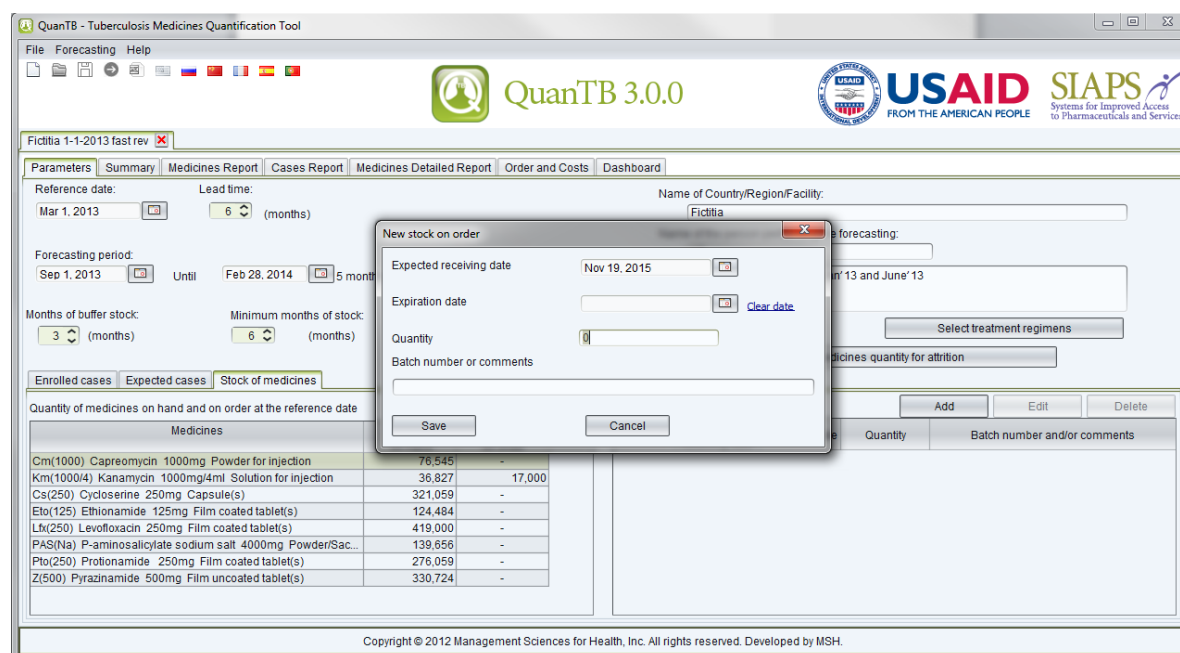 QuanTB - Tuberculosis Medicines Quantification Tool
File Forecasting Help
QuanTB 3.0.0
UNITED STATES AGENCY
USAID
INTERNATIONAL DEVELOPMENT
USAID
FROM THE AMERICAN PEOPLE
SIAPS
Systems for Improved Access
to Pharmaceuticals and Services
Fictitia 1-1-2013 fast rev
Parameters Summary Medicines Report Cases Report Medicines Detailed Report Order and Costs Dashboard
Reference date: Lead time:
Name of Country/Region/Facility:
Mar 1, 2013 6 (months)
Fictitia
New stock on order
e forecasting:
Expected receiving date Nov 19, 2015
Forecasting period:
Sep 1, 2013 Until Feb 28, 2014 5 mont
n'13 and June'13
Expiration date Clear date
Months of buffer stock: Minimum months of stock:
3 (months) 6 (months)
Quantity 0
Select treatment regimens
Batch number or comments
dicines quantity for attrition
Enrolled cases Expected cases Stock of medicines
Save Cancel
Quantity of medicines on hand and on order at the reference date
Add Edit Delete
Medicines
e Quantity Batch number and/or comments
Cm(1000) Capreomycin 1000mg Powder for injection 76,545 -
Km(1000/4) Kanamycin 1000mg/4ml Solution for injection 36,827 17,000
Cs(250) Cycloserine 250mg Capsule(s) 321,059 -
Eto(125) Ethionamide 125mg Film coated tablet(s) 124,484 -
Lfx(250) Levofloxacin 250mg Film coated tablet(s) 419,000 -
PAS(Na) P-aminosalicylate sodium salt 4000mg Powder/Sac... 139,656 -
Pto(250) Protionamide 250mg Film coated tablet(s) 276,059 -
Z(500) Pyrazinamide 500mg Film uncoated tablet(s) 330,724 -
Copyright © 2012 Management Sciences for Health, Inc. All rights reserved. Developed by MSH.